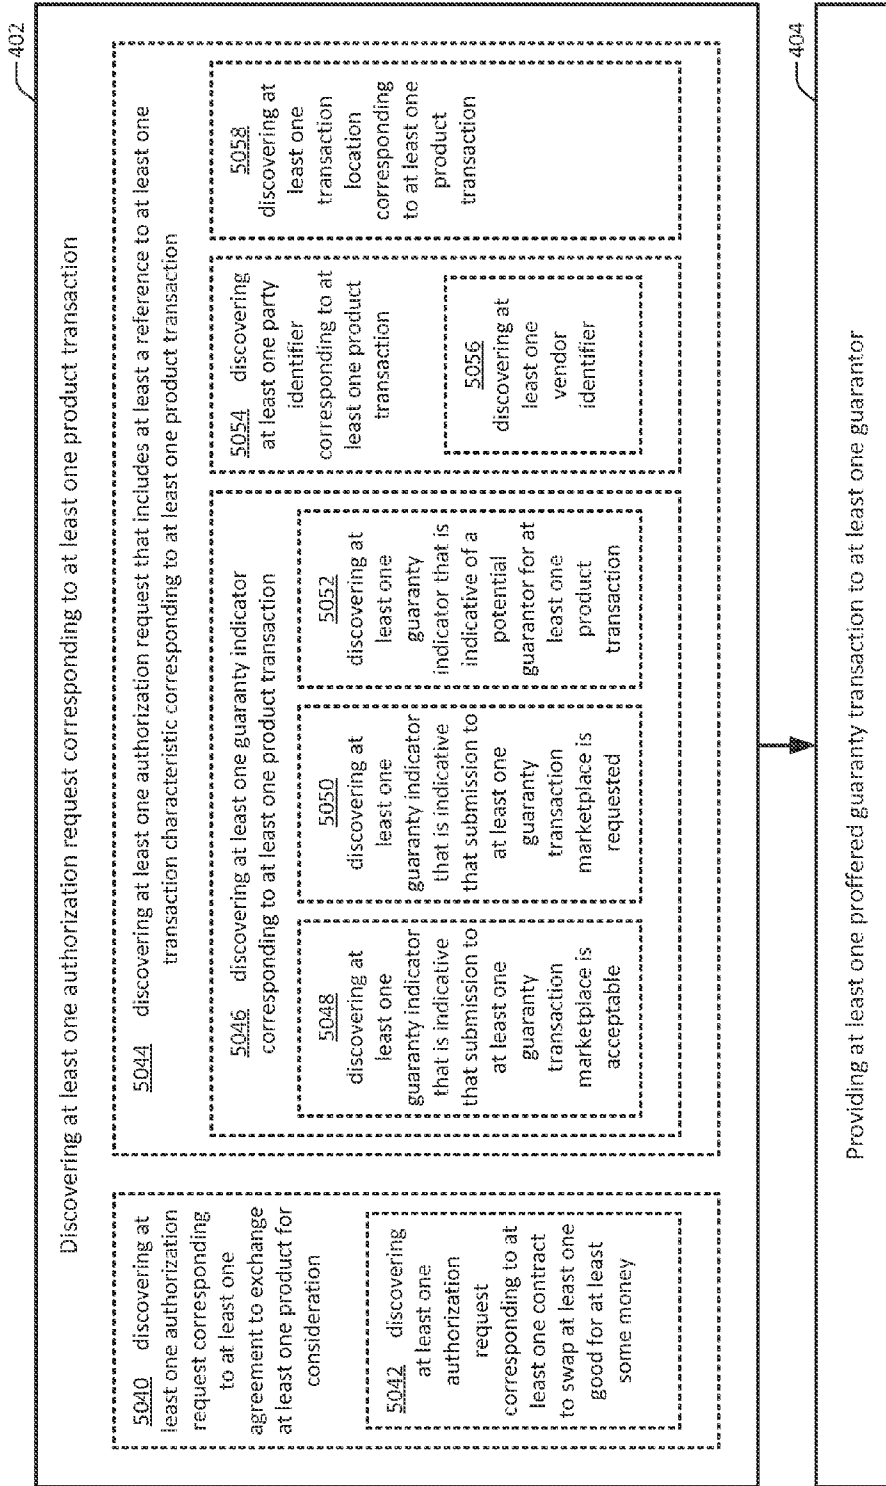 402
Discovering at least one authorization request corresponding to at least one product transaction
5040 discovering at
least one authorization
request corresponding
to at least one
agreement to exchange
at least one product for
consideration
5042 discovering
at least one
authorization
request
corresponding to at
least one contract
to swap at least one
good for at least
some money
5044 discovering at least one authorization request that includes at least a reference to at least one
transaction characteristic corresponding to at least one product transaction
5046 discovering at least one guaranty indicator
corresponding to at least one product transaction
5048
discovering at
least one
guaranty indicator
that is indicative
that submission to
at least one
guaranty
transaction
marketplace is
acceptable
5050
discovering at
least one
guaranty indicator
that is indicative
that submission to
at least one
guaranty
transaction
marketplace is
requested
5052
discovering at
least one
guaranty
indicator that is
indicative of a
potential
guarantor for at
least one
product
transaction
5054 discovering
at least one party
identifier
corresponding to at
least one product
transaction
5056
discovering at
least one
vendor
identifier
5058
discovering at
least one
transaction
location
corresponding
to at least one
product
transaction
404
Providing at least one proffered guaranty transaction to at least one guarantor